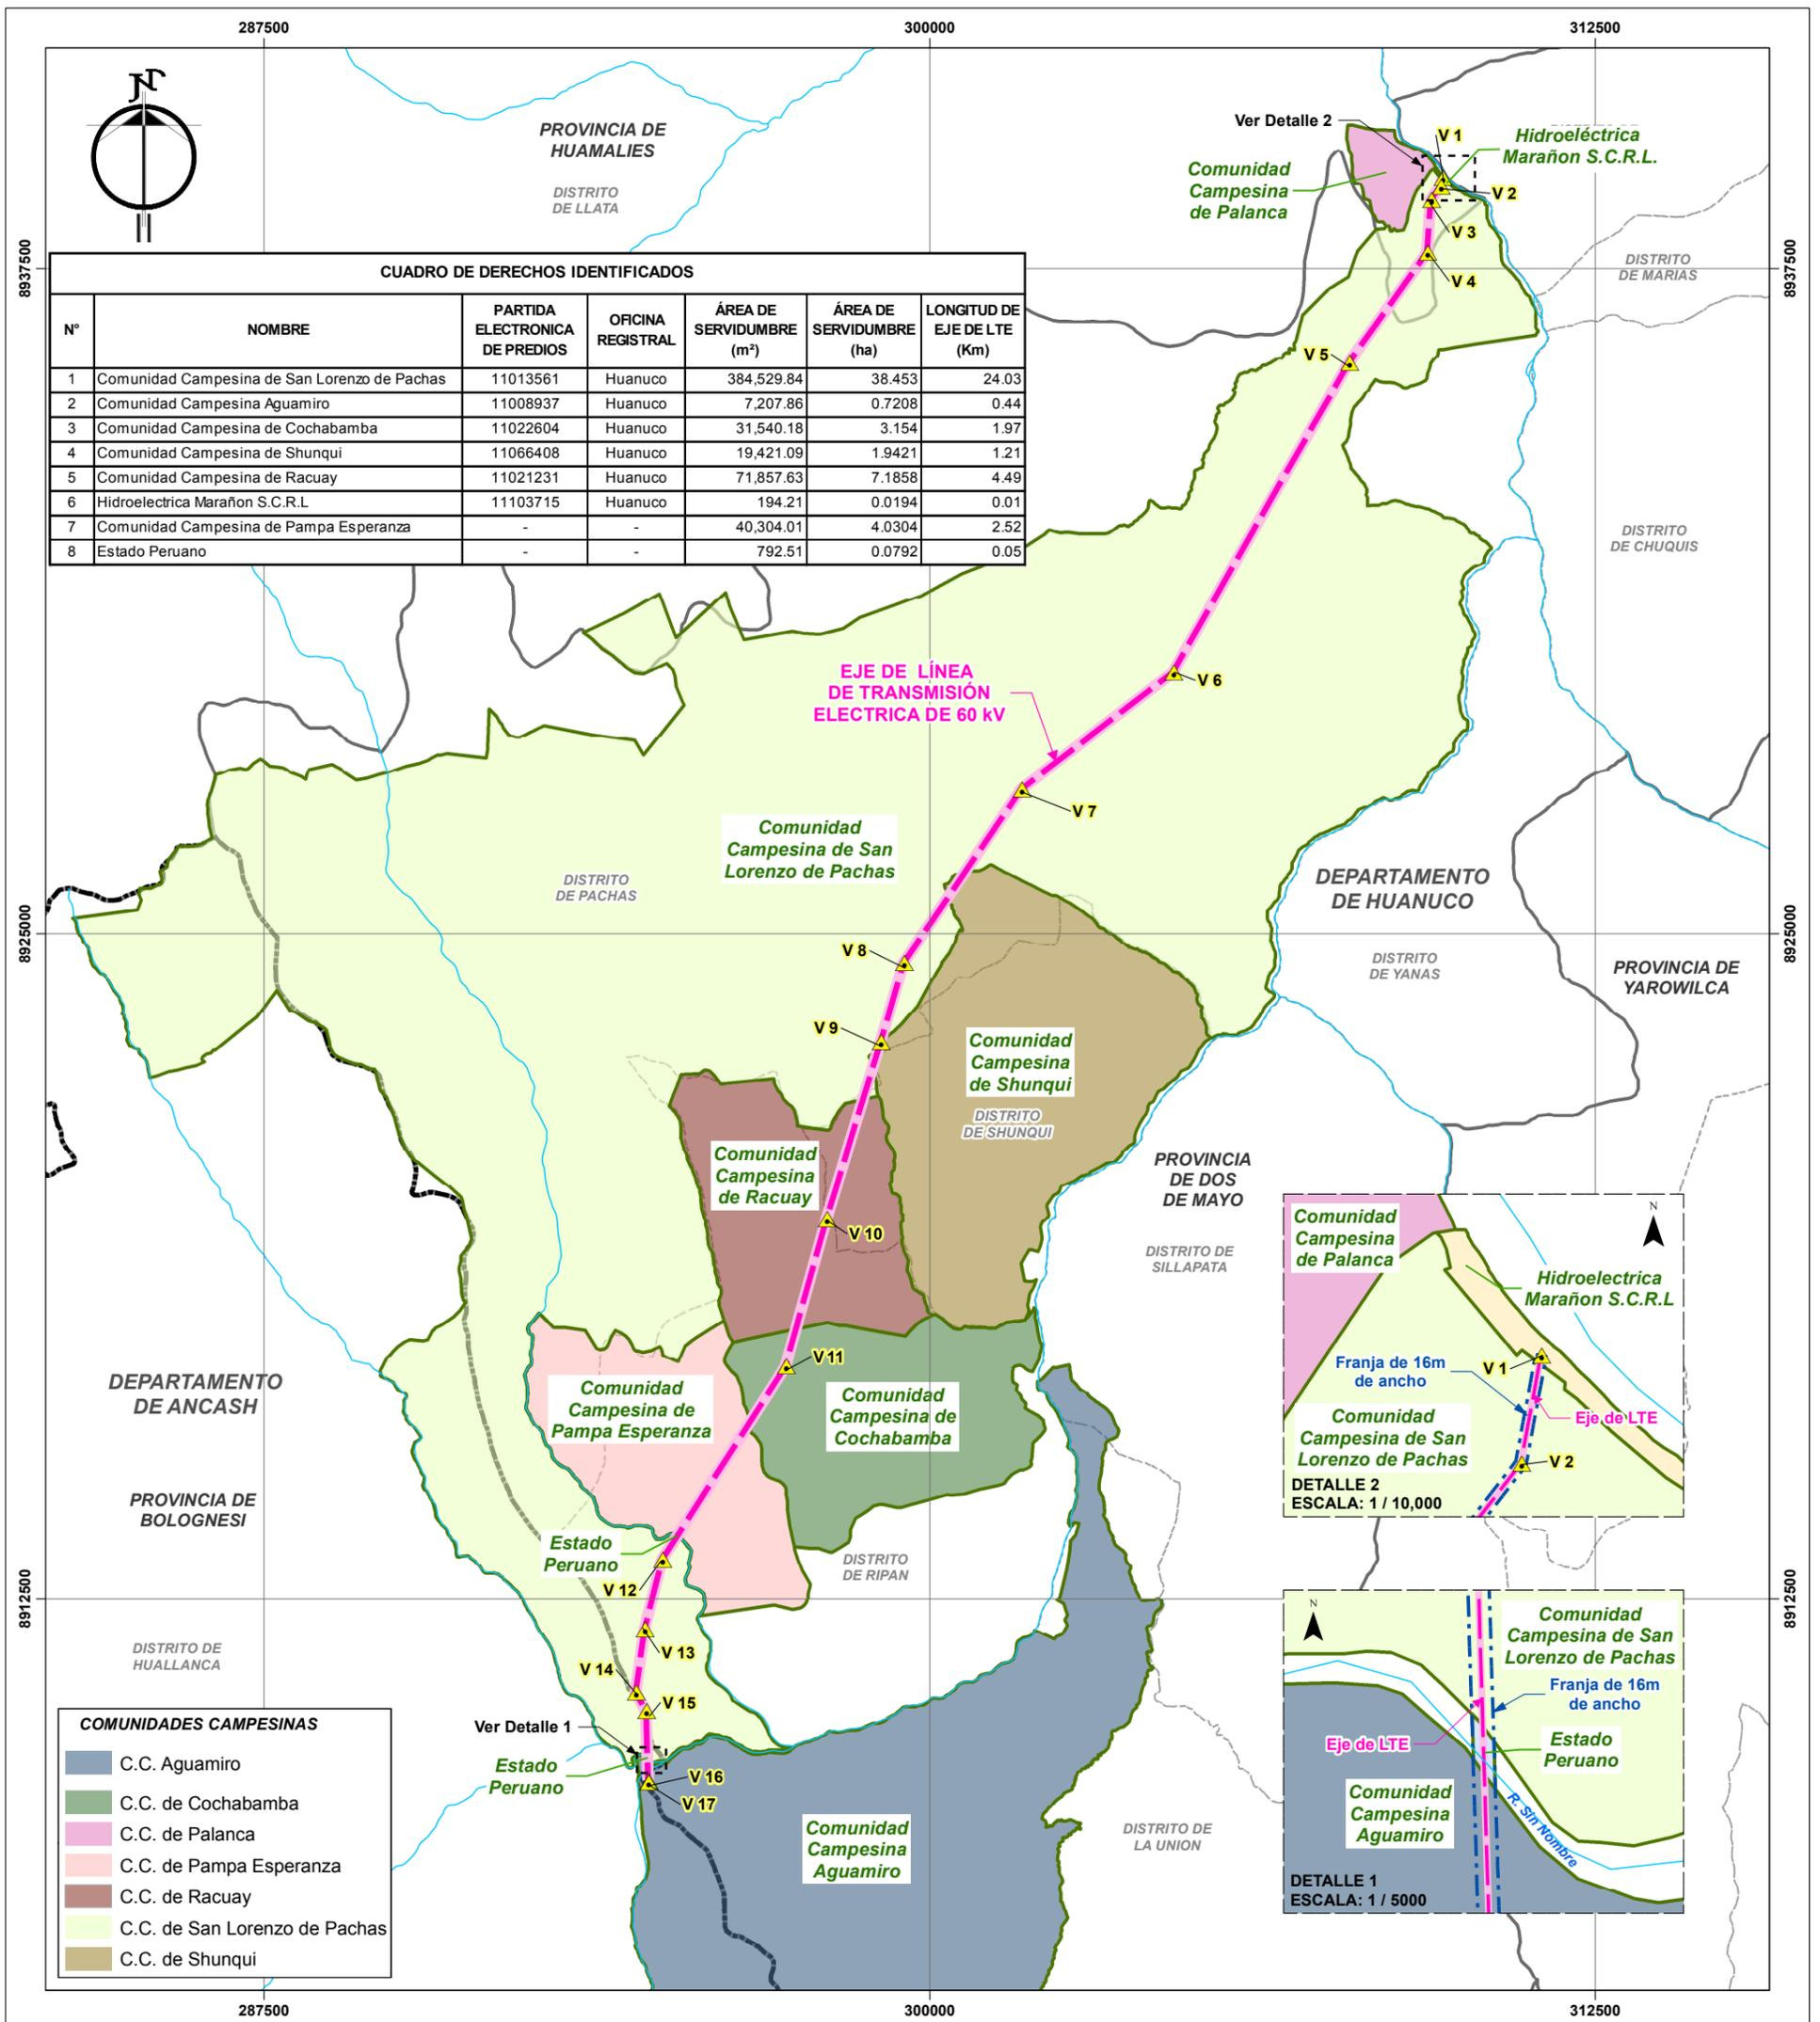 287500
300000
312500
N
PROVINCIA DE
HUAMALIES
DISTRITO
DE LLATA
Ver Detalle 2
V 1
Hidroeléctrica
Marañon S.C.R.L.
Comunidad
Campesina
de Palanca
V 2
V 3
V 4
DISTRITO
DE MARIAS
8937500
8937500
CUADRO DE DERECHOS IDENTIFICADOS
N° NOMBRE PARTIDA ELECTRONICA DE PREDIOS OFICINA REGISTRAL ÁREA DE SERVIDUMBRE (m²) ÁREA DE SERVIDUMBRE (ha) LONGITUD DE EJE DE LTE (Km)
1 Comunidad Campesina de San Lorenzo de Pachas 11013561 Huanuco 384,529.84 38.453 24.03
2 Comunidad Campesina Aguamiro 11008937 Huanuco 7,207.86 0.7208 0.44
3 Comunidad Campesina de Cochabamba 11022604 Huanuco 31,540.18 3.154 1.97
4 Comunidad Campesina de Shunqui 11066408 Huanuco 19,421.09 1.9421 1.21
5 Comunidad Campesina de Racuay 11021231 Huanuco 71,857.63 7.1858 4.49
6 Hidroelectrica Marañon S.C.R.L 11103715 Huanuco 194.21 0.0194 0.01
7 Comunidad Campesina de Pampa Esperanza - - 40,304.01 4.0304 2.52
8 Estado Peruano - - 792.51 0.0792 0.05
V 5
DISTRITO
DE CHUQUIS
EJE DE LÍNEA
DE TRANSMISIÓN
ELECTRICA DE 60 kV
V 6
V 7
Comunidad
Campesina de San
Lorenzo de Pachas
DISTRITO
DE PACHAS
DEPARTAMENTO
DE HUANUCO
8925000
8925000
V 8
DISTRITO
DE YANAS
PROVINCIA DE
YAROWILCA
V 9
Comunidad
Campesina
de Shunqui
DISTRITO
DE SHUNQUI
Comunidad
Campesina
de Racuay
PROVINCIA
DE DOS
DE MAYO
V 10
DISTRITO DE
SILLAPATA
N
Comunidad
Campesina
de Palanca
Hidroelectrica
Marañon S.C.R.L
V 1
Franja de 16m
de ancho
Eje de LTE
Comunidad
Campesina de San
Lorenzo de Pachas
V 2
DETALLE 2
ESCALA: 1 / 10,000
V 11
DEPARTAMENTO
DE ANCASH
Comunidad
Campesina de
Pampa Esperanza
Comunidad
Campesina de
Cochabamba
PROVINCIA DE
BOLOGNESI
Estado
Peruano
V 12
DISTRITO
DE RIPAN
8912500
8912500
N
Comunidad
Campesina de San
Lorenzo de Pachas
Franja de 16m
de ancho
Eje de LTE
Estado
Peruano
Comunidad
Campesina
Aguamiro
R. Sin Nombre
DETALLE 1
ESCALA: 1 / 5000
DISTRITO DE
HUALLANCA
V 13
V 14
V 15
Ver Detalle 1
Estado
Peruano
V 16
V 17
Comunidad
Campesina
Aguamiro
DISTRITO DE
LA UNION
COMUNIDADES CAMPESINAS
C.C. Aguamiro
C.C. de Cochabamba
C.C. de Palanca
C.C. de Pampa Esperanza
C.C. de Racuay
C.C. de San Lorenzo de Pachas
C.C. de Shunqui
287500
300000
312500